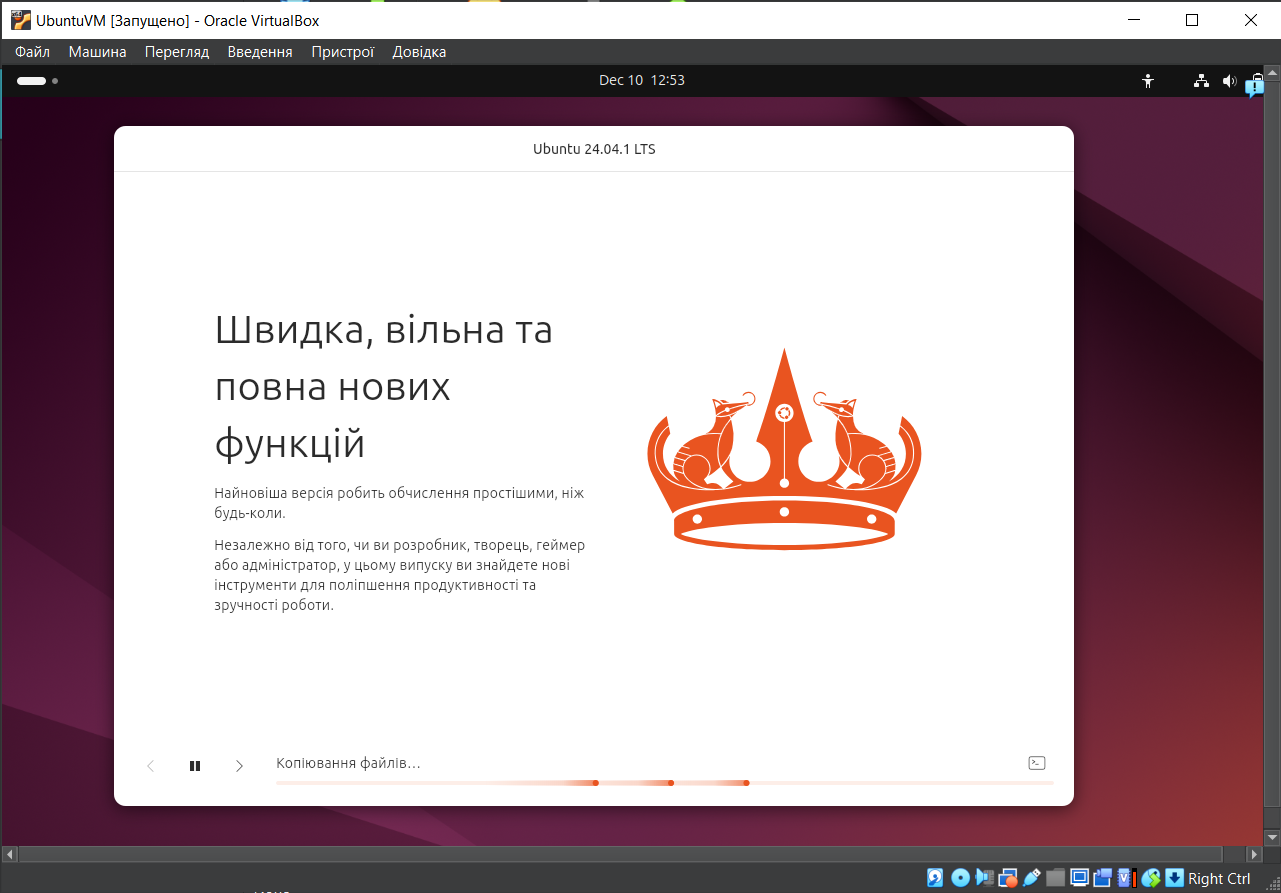 UbuntuVM [Запущено] - Oracle VirtualBox
Файл Машина Перегляд Введення Пристрої Довідка
Dec 10 12:53
Ubuntu 24.04.1 LTS
Швидка, вільна та
повна нових
функцій
Найновіша версія робить обчислення простішими, ніж
будь-коли.
Незалежно від того, чи ви розробник, творець, геймер
або адміністратор, у цьому випуску ви знайдете нові
інструменти для поліпшення продуктивності та
зручності роботи.
Копіювання файлів…
Right Ctrl